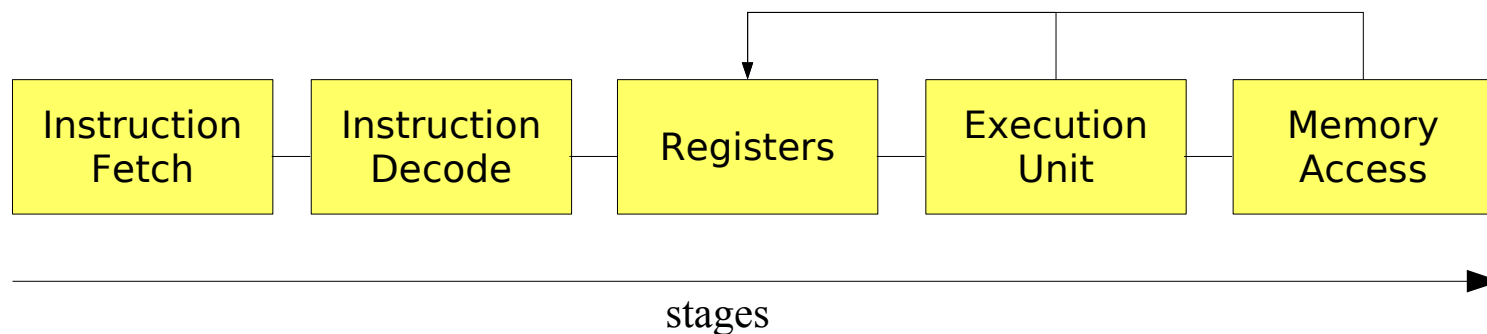 Instruction
Fetch
Instruction
Decode
Registers
Execution
Unit
Memory
Access
stages